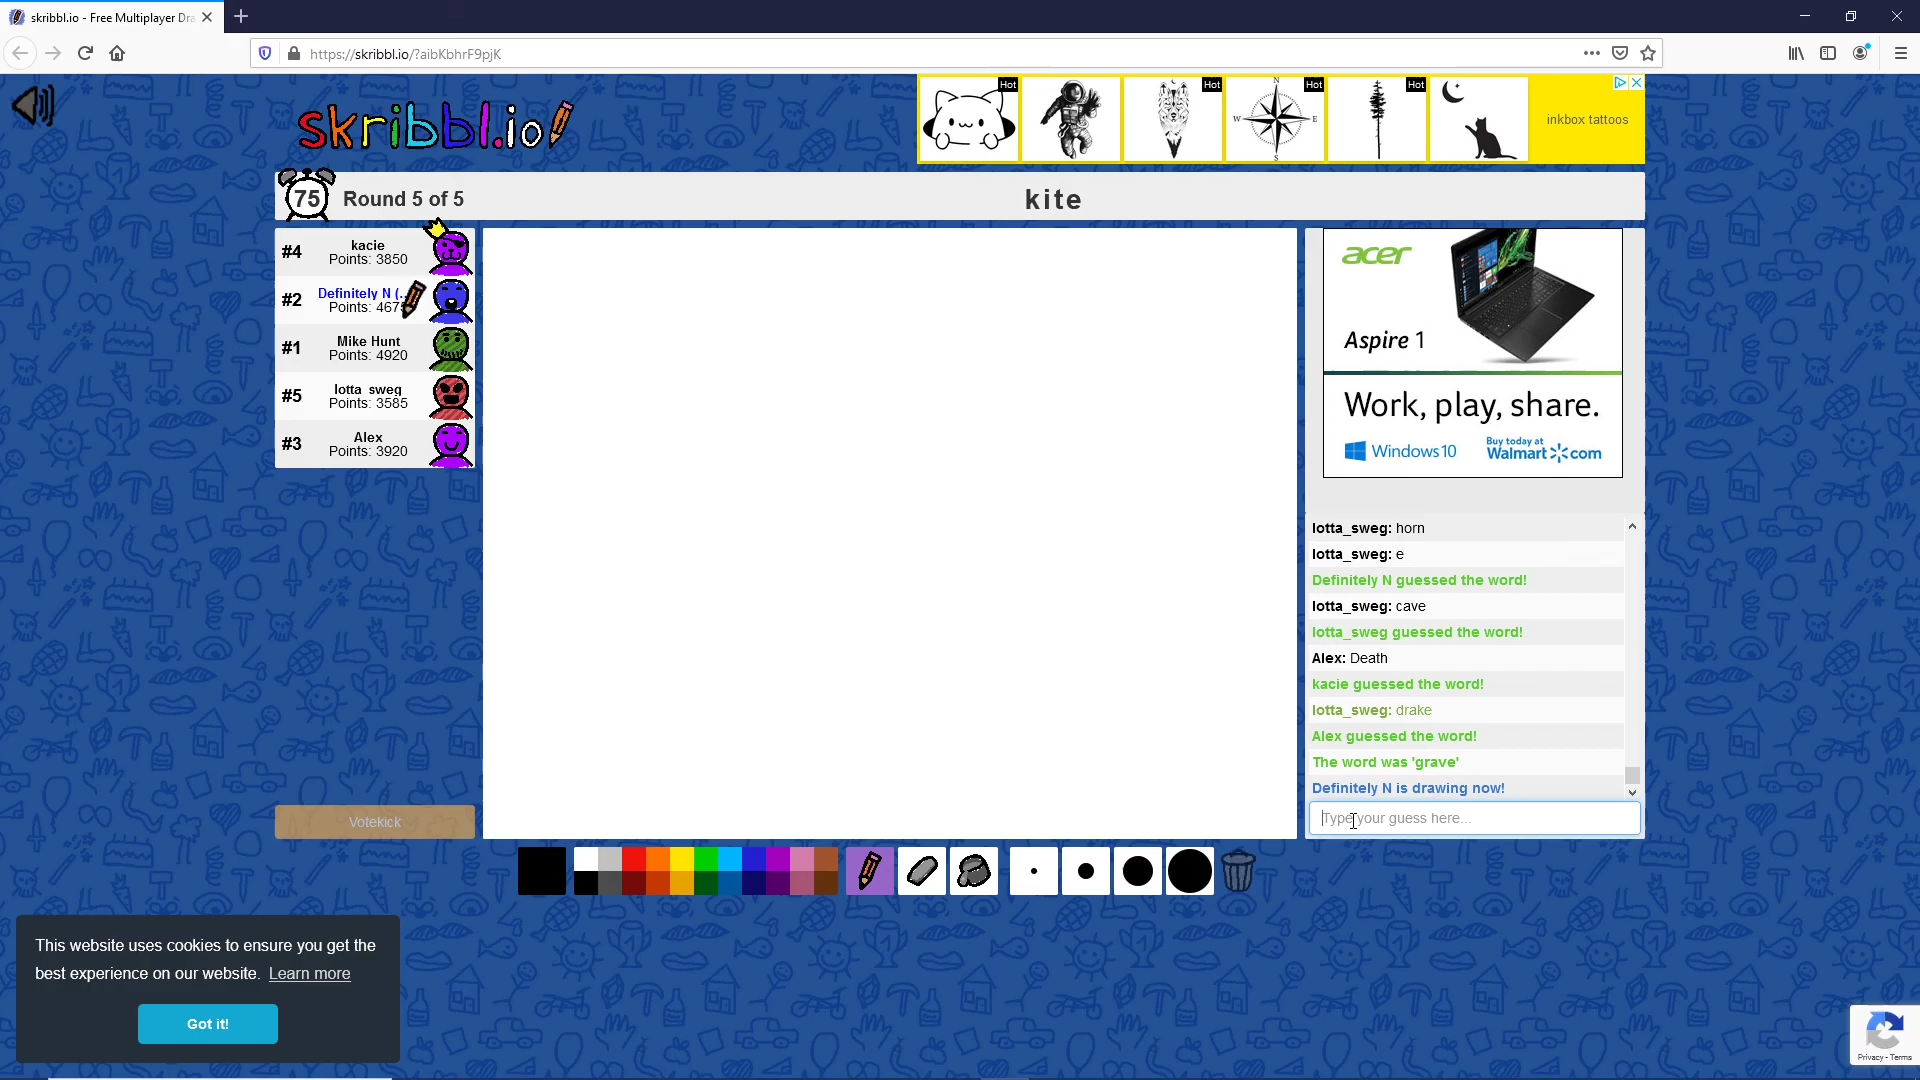 skribbl.io - Free Multiplayer Dra
https://skribbl.io/?aibKbhrF9pjK
skribbl.io
Hot
Hot
Hot
Hot
N
W
E
S
inkbox tattoos
75
Round 5 of 5
kite
#4
kacie
Points: 3850
#2
Definitely N (..
Points: 4675
#1
Mike Hunt
Points: 4920
#5
lotta_sweg
Points: 3585
#3
Alex
Points: 3920
Votekick
acer
Aspire 1
Work, play, share.
Windows10
Buy today at
Walmart.com
lotta_sweg: horn
lotta_sweg: e
Definitely N guessed the word!
lotta_sweg: cave
lotta_sweg guessed the word!
Alex: Death
kacie guessed the word!
lotta_sweg: drake
Alex guessed the word!
The word was 'grave'
Definitely N is drawing now!
Type your guess here...
This website uses cookies to ensure you get the
best experience on our website. Learn more
Got it!
Privacy - Terms